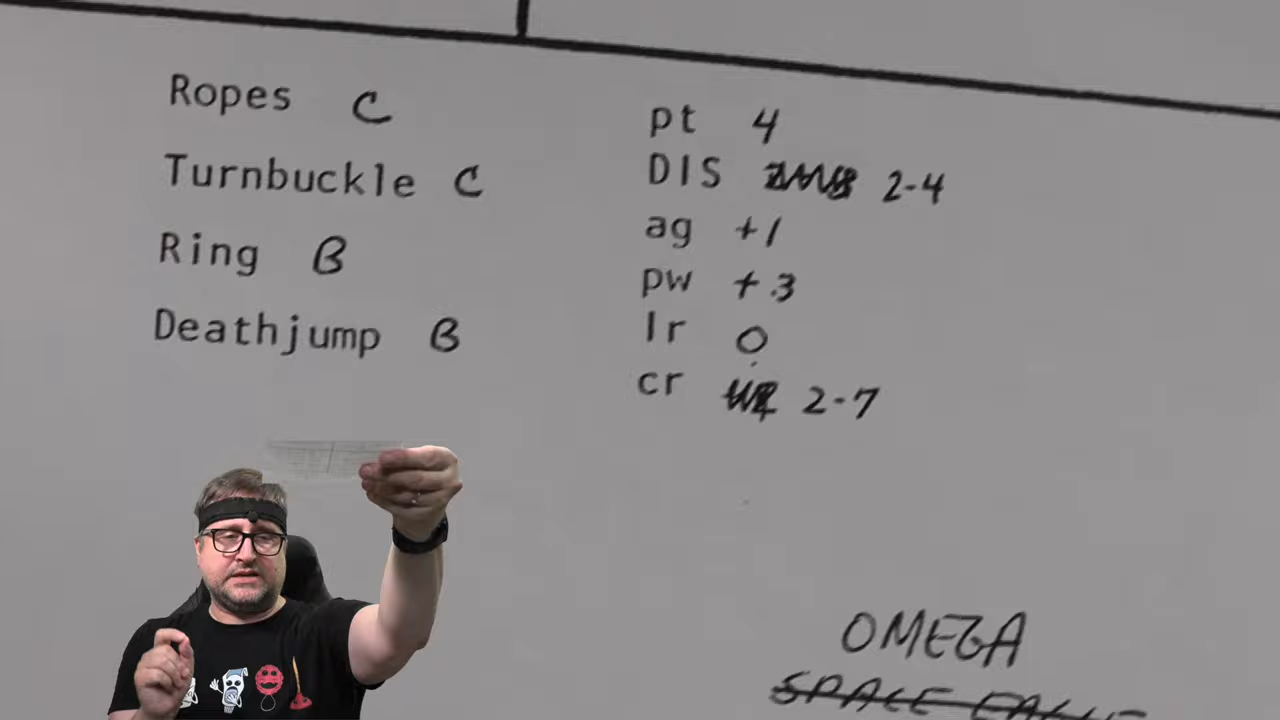 Ropes C
Turnbuckle C
Ring B
Deathjump B
pt 4
DIS 2-4
ag +1
pw +3
lr 0
cr 2-7
OMEGA
SPACE